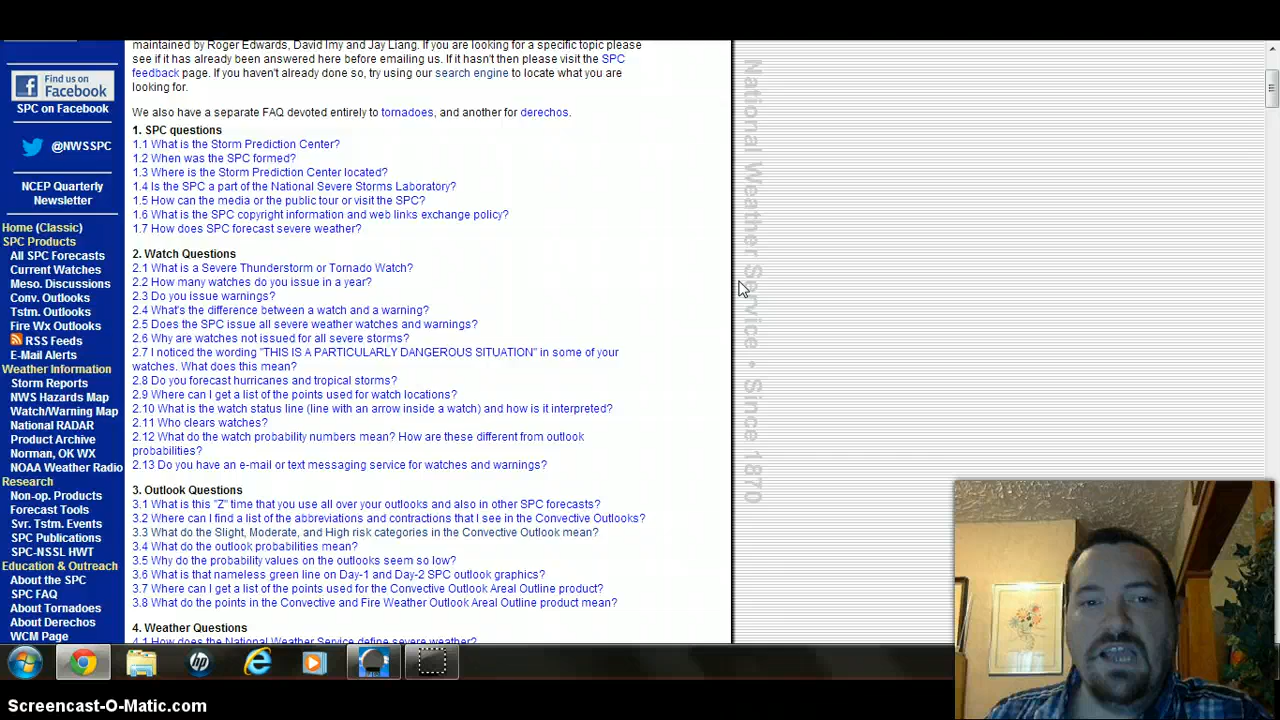 maintained by Roger Edwards, David Imy and Jay Liang. If you are looking for a specific topic please
see if it has already been answered here before emailing us. If it hasn't then please visit the SPC
feedback page. If you haven't already done so, try using our search engine to locate what you are
looking for.
We also have a separate FAQ devoted entirely to tornadoes, and another for derechos.
1. SPC questions
1.1 What is the Storm Prediction Center?
1.2 When was the SPC formed?
1.3 Where is the Storm Prediction Center located?
1.4 Is the SPC a part of the National Severe Storms Laboratory?
1.5 How can the media or the public tour or visit the SPC?
1.6 What is the SPC copyright information and web links exchange policy?
1.7 How does SPC forecast severe weather?
2. Watch Questions
2.1 What is a Severe Thunderstorm or Tornado Watch?
2.2 How many watches do you issue in a year?
2.3 Do you issue warnings?
2.4 What's the difference between a watch and a warning?
2.5 Does the SPC issue all severe weather watches and warnings?
2.6 Why are watches not issued for all severe storms?
2.7 I noticed the wording "THIS IS A PARTICULARLY DANGEROUS SITUATION" in some of your
watches. What does this mean?
2.8 Do you forecast hurricanes and tropical storms?
2.9 Where can I get a list of the points used for watch locations?
2.10 What is the watch status line (line with an arrow inside a watch) and how is it interpreted?
2.11 Who clears watches?
2.12 What do the watch probability numbers mean? How are these different from outlook
probabilities?
2.13 Do you have an e-mail or text messaging service for watches and warnings?
3. Outlook Questions
3.1 What is this "Z" time that you use all over your outlooks and also in other SPC forecasts?
3.2 Where can I find a list of the abbreviations and contractions that I see in the Convective Outlooks?
3.3 What do the Slight, Moderate, and High risk categories in the Convective Outlook mean?
3.4 What do the outlook probabilities mean?
3.5 Why do the probability values on the outlooks seem so low?
3.6 What is that nameless green line on Day-1 and Day-2 SPC outlook graphics?
3.7 Where can I get a list of the points used for the Convective Outlook Areal Outline product?
3.8 What do the points in the Convective and Fire Weather Outlook Areal Outline product mean?
4. Weather Questions
4.1 How does the National Weather Service define severe weather?
Find us on
Facebook
SPC on Facebook
@NWSSPC
NCEP Quarterly
Newsletter
Home (Classic)
SPC Products
All SPC Forecasts
Current Watches
Meso. Discussions
Conv. Outlooks
Tstm. Outlooks
Fire Wx Outlooks
RSS Feeds
E-Mail Alerts
Weather Information
Storm Reports
NWS Hazards Map
Watch/Warning Map
National RADAR
Product Archive
Norman, OK WX
NOAA Weather Radio
Research
Non-op. Products
Forecast Tools
Svr. Tstm. Events
SPC Publications
SPC-NSSL HWT
Education & Outreach
About the SPC
SPC FAQ
About Tornadoes
About Derechos
WCM Page
National Weather Service • Since 1870
hp
Screencast-O-Matic.com